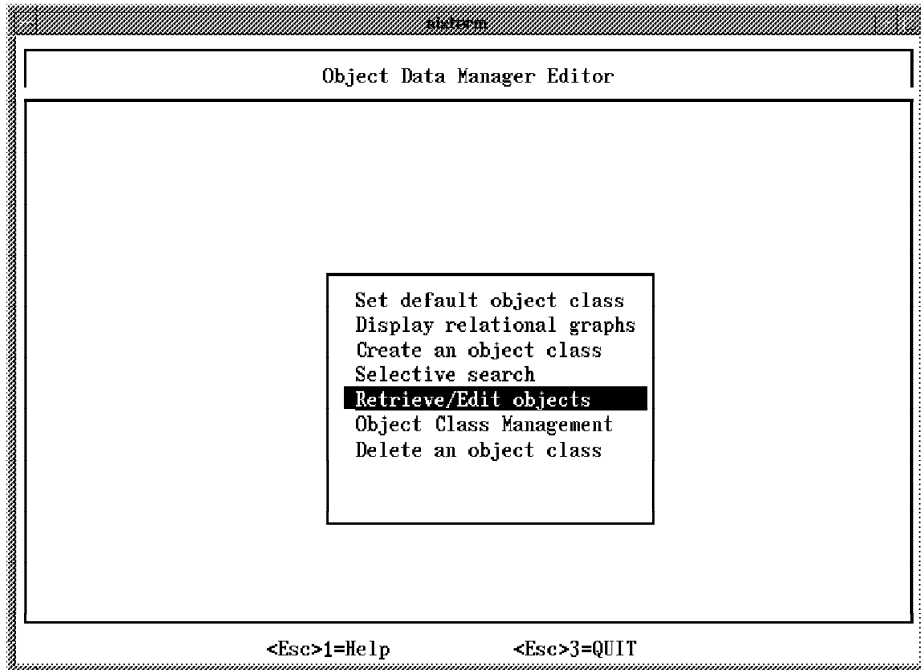 aixterm
Object Data Manager Editor
Set default object class
Display relational graphs
Create an object class
Selective search
Retrieve/Edit objects
Object Class Management
Delete an object class
<Esc>1=Help <Esc>3=QUIT